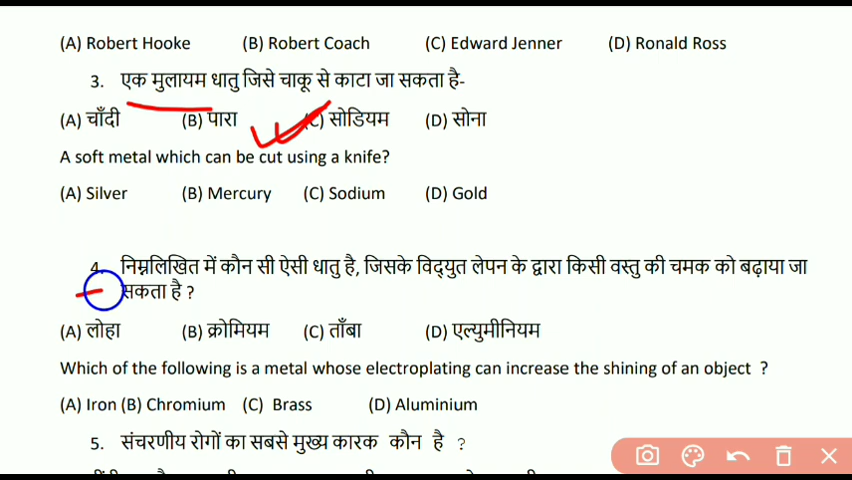 (A) Robert Hooke (B) Robert Coach (C) Edward Jenner (D) Ronald Ross
3. एक मुलायम धातु जिसे चाकू से काटा जा सकता है-
(A) चाँदी (B) पारा (C) सोडियम (D) सोना
A soft metal which can be cut using a knife?
(A) Silver (B) Mercury (C) Sodium (D) Gold
4. निम्नलिखित में कौन सी ऐसी धातु है, जिसके विद्युत लेपन के द्वारा किसी वस्तु की चमक को बढ़ाया जा
सकता है ?
(A) लोहा (B) क्रोमियम (C) ताँबा (D) एल्युमीनियम
Which of the following is a metal whose electroplating can increase the shining of an object ?
(A) Iron (B) Chromium (C) Brass (D) Aluminium
5. संचरणीय रोगों का सबसे मुख्य कारक कौन है ?